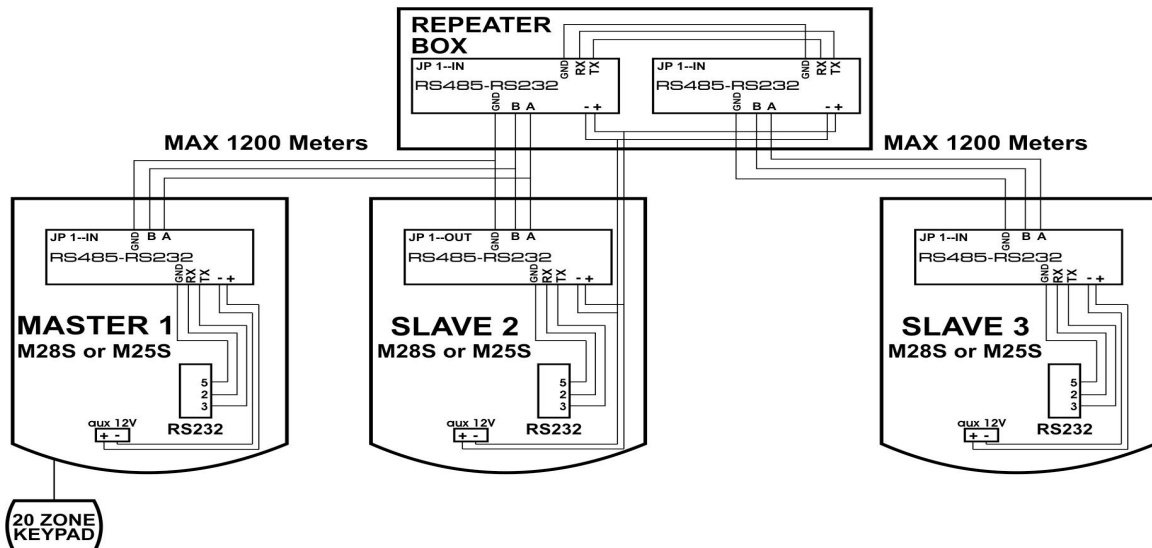 REPEATER
BOX
JP 1--IN
GND RX TX
RS485-RS232
GND B A - +
JP 1--IN
GND RX TX
RS485-RS232
GND B A - +
MAX 1200 Meters
MAX 1200 Meters
JP 1--IN
GND B A
RS485-RS232
GND RX TX - +
MASTER 1
M28S or M25S
5
2
3
RS232
aux 12V
+ -
20 ZONE
KEYPAD
JP 1--OUT
GND B A
RS485-RS232
GND RX TX - +
SLAVE 2
M28S or M25S
5
2
3
RS232
aux 12V
+ -
JP 1--IN
GND B A
RS485-RS232
GND RX TX - +
SLAVE 3
M28S or M25S
5
2
3
RS232
aux 12V
+ -